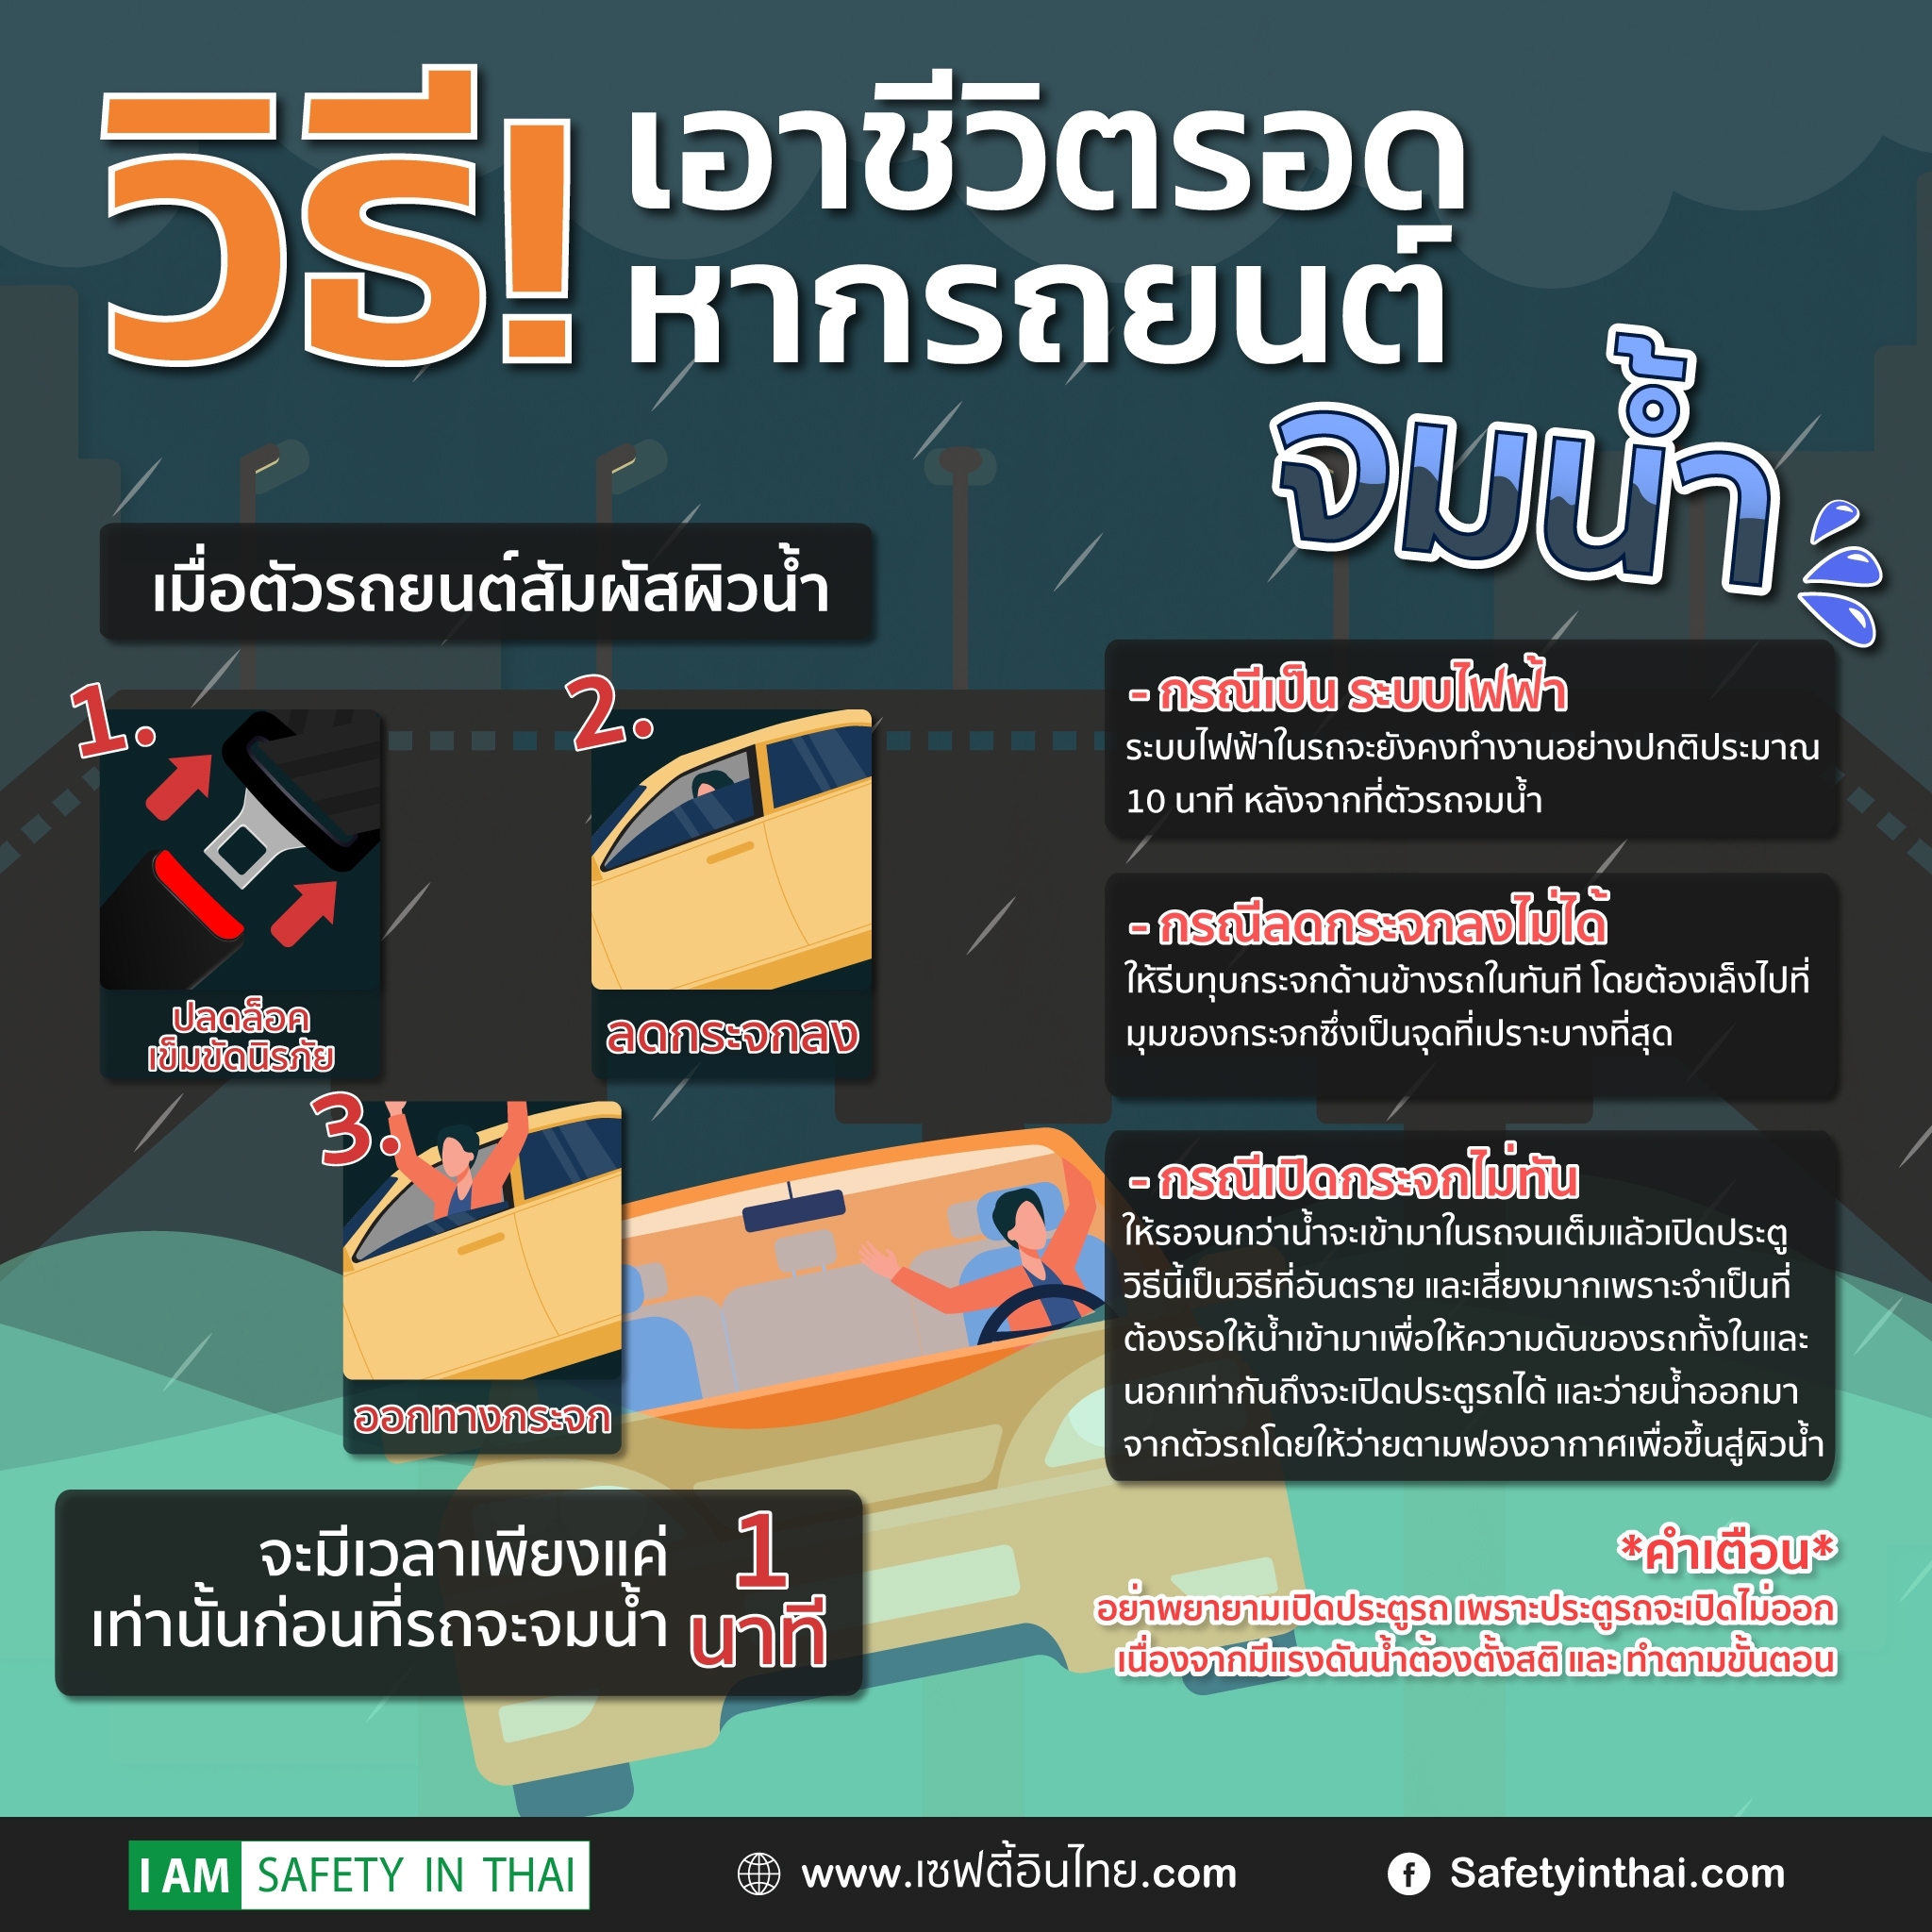 วิธี!
เอาชีวิตรอด
หากรถยนต์
จมน้ำ
เมื่อตัวรถยนต์สัมผัสผิวน้ำ
1.
ปลดล็อค
เข็มขัดนิรภัย
2.
ลดกระจกลง
3.
ออกทางกระจก
จะมีเวลาเพียงแค่
เท่านั้นก่อนที่รถจะจมน้ำ
1
นาที
- กรณีเป็น ระบบไฟฟ้า
ระบบไฟฟ้าในรถจะยังคงทำงานอย่างปกติประมาณ
10 นาที หลังจากที่ตัวรถจมน้ำ
- กรณีลดกระจกลงไม่ได้
ให้รีบทุบกระจกด้านข้างรถในทันที โดยต้องเล็งไปที่
มุมของกระจกซึ่งเป็นจุดที่เปราะบางที่สุด
- กรณีเปิดกระจกไม่ทัน
ให้รอจนกว่าน้ำจะเข้ามาในรถจนเต็มแล้วเปิดประตู
วิธีนี้เป็นวิธีที่อันตราย และเสี่ยงมากเพราะจำเป็นที่
ต้องรอให้น้ำเข้ามาเพื่อให้ความดันของรถทั้งในและ
นอกเท่ากันถึงจะเปิดประตูรถได้ และว่ายน้ำออกมา
จากตัวรถโดยให้ว่ายตามฟองอากาศเพื่อขึ้นสู่ผิวน้ำ
*คำเตือน*
อย่าพยายามเปิดประตูรถ เพราะประตูรถจะเปิดไม่ออก
เนื่องจากมีแรงดันน้ำต้องตั้งสติ และ ทำตามขั้นตอน
I AM SAFETY IN THAI
www.เซฟตี้อินไทย.com
Safetyinthai.com